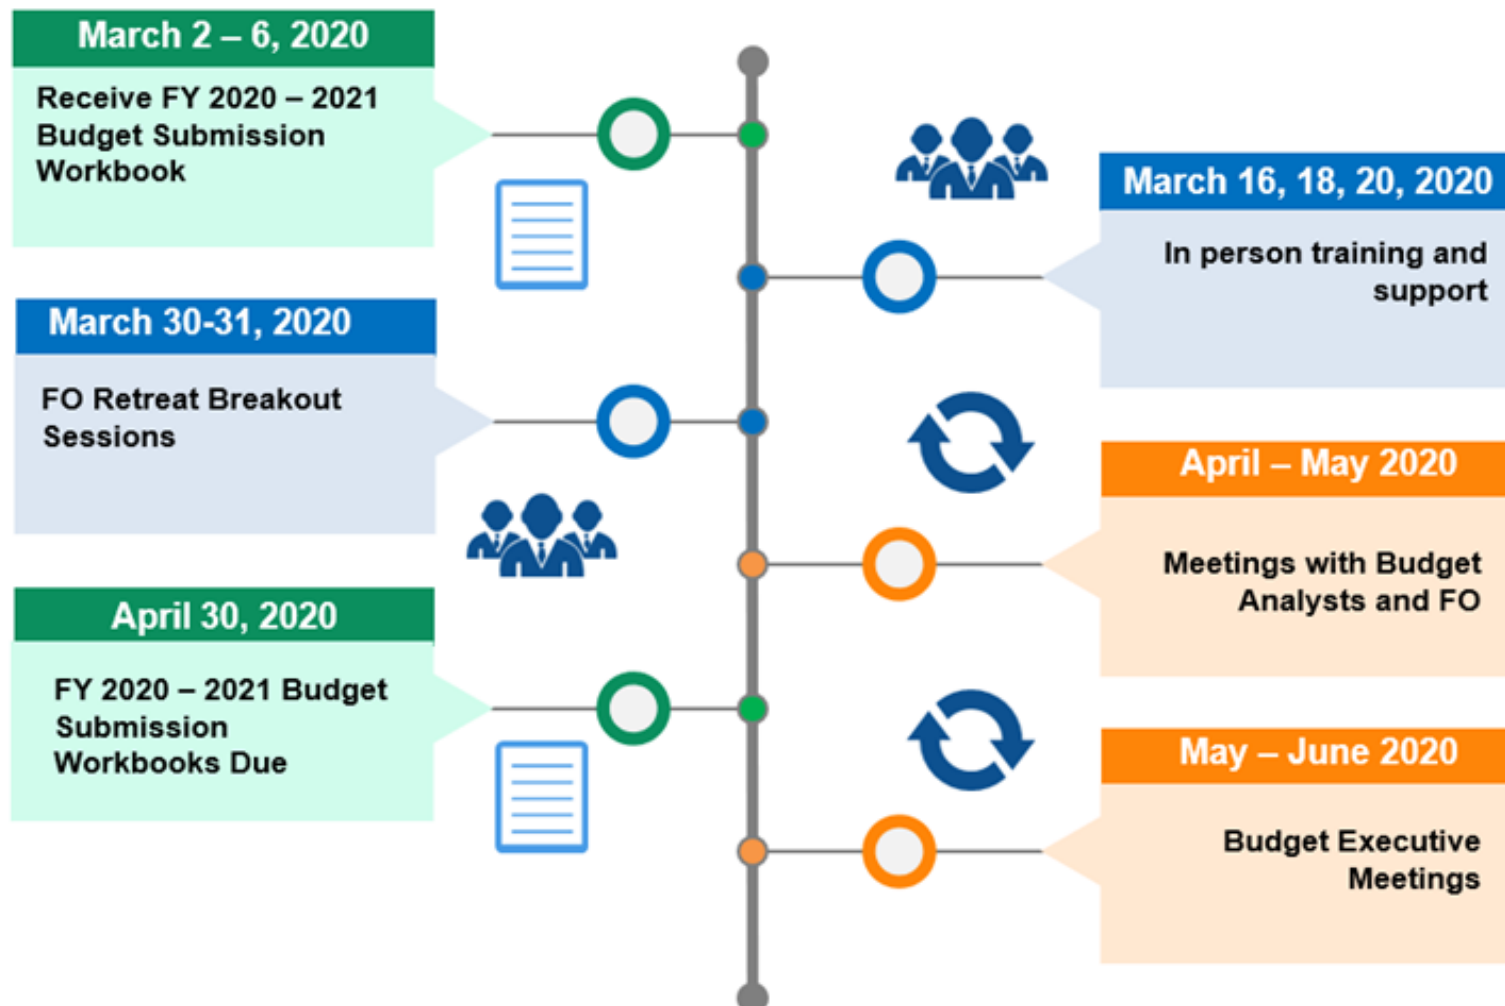 March 2 – 6, 2020
Receive FY 2020 – 2021
Budget Submission
Workbook
March 16, 18, 20, 2020
In person training and
support
March 30-31, 2020
FO Retreat Breakout
Sessions
April – May 2020
Meetings with Budget
Analysts and FO
April 30, 2020
FY 2020 – 2021 Budget
Submission
Workbooks Due
May – June 2020
Budget Executive
Meetings